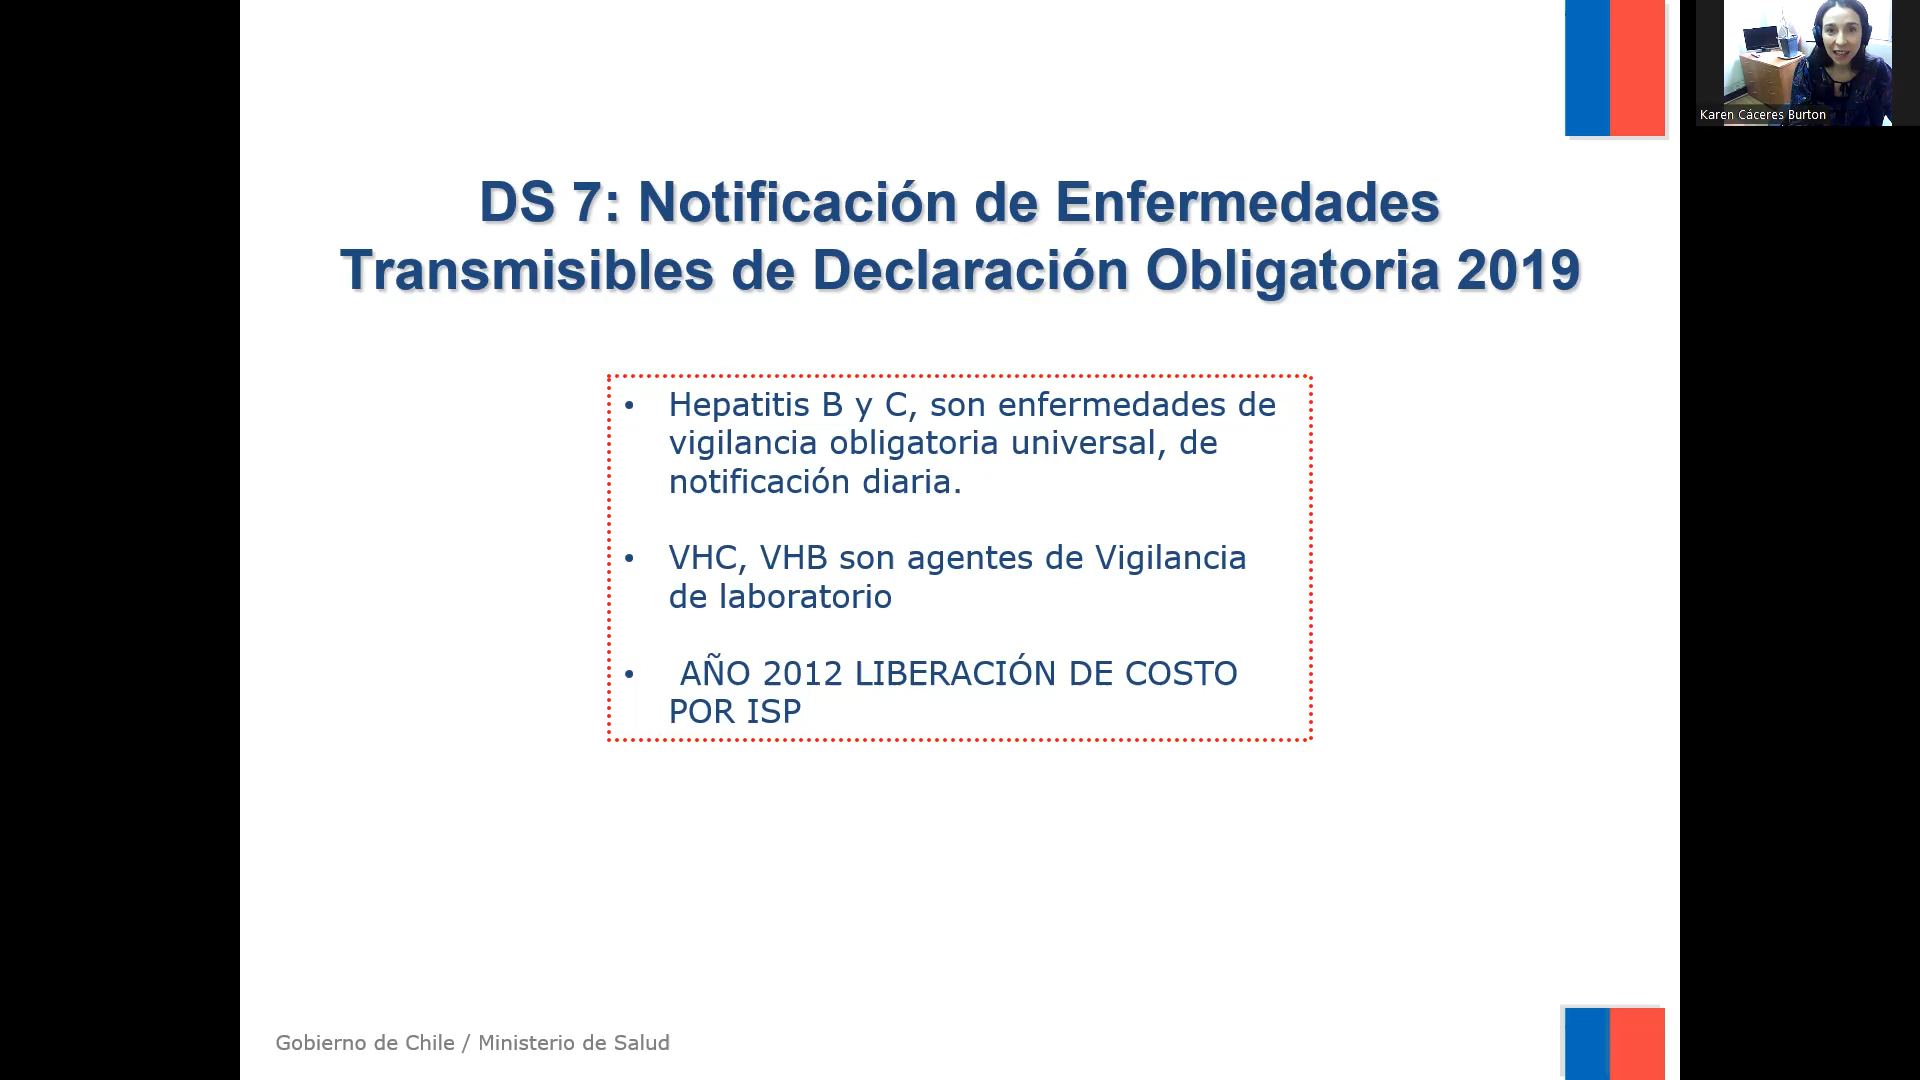 DS 7: Notificación de Enfermedades
Transmisibles de Declaración Obligatoria 2019
• Hepatitis B y C, son enfermedades de
vigilancia obligatoria universal, de
notificación diaria.
• VHC, VHB son agentes de Vigilancia
de laboratorio
• AÑO 2012 LIBERACIÓN DE COSTO
POR ISP
Gobierno de Chile / Ministerio de Salud
Karen Cáceres Burton